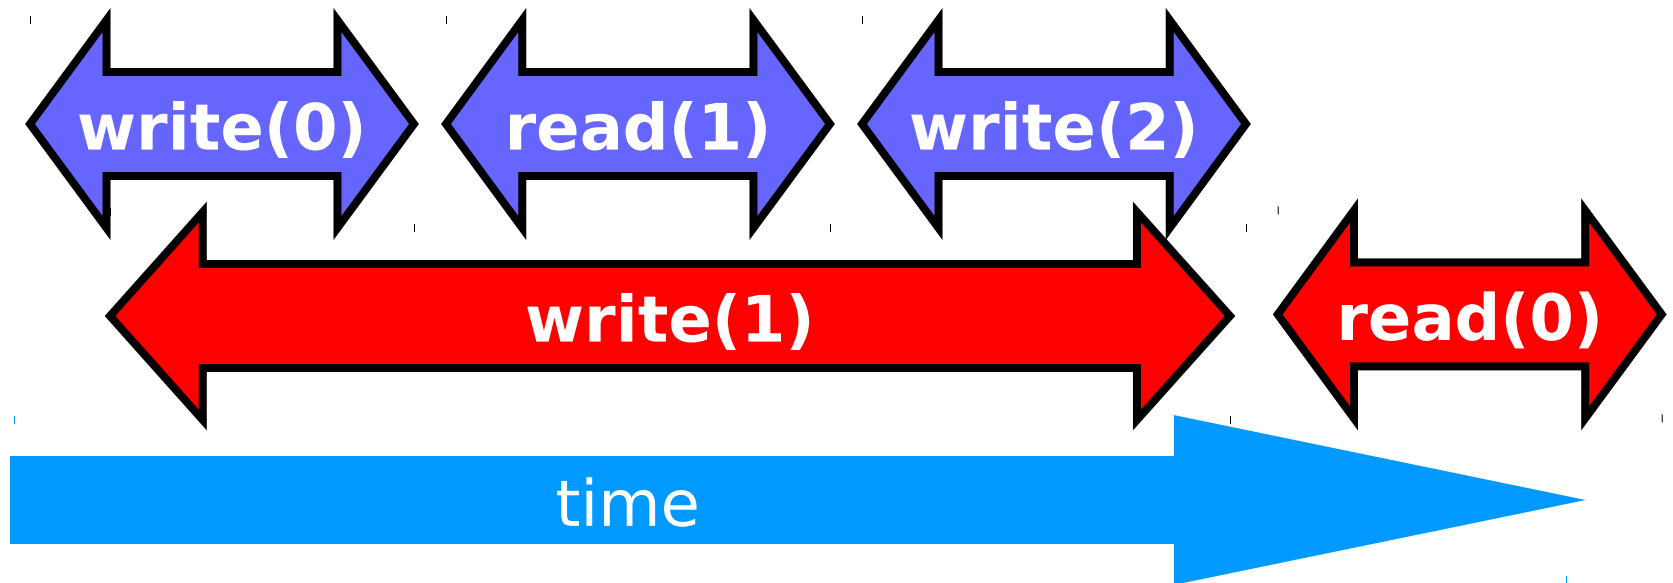 write(0) read(1) write(2)
write(1) read(0)
time